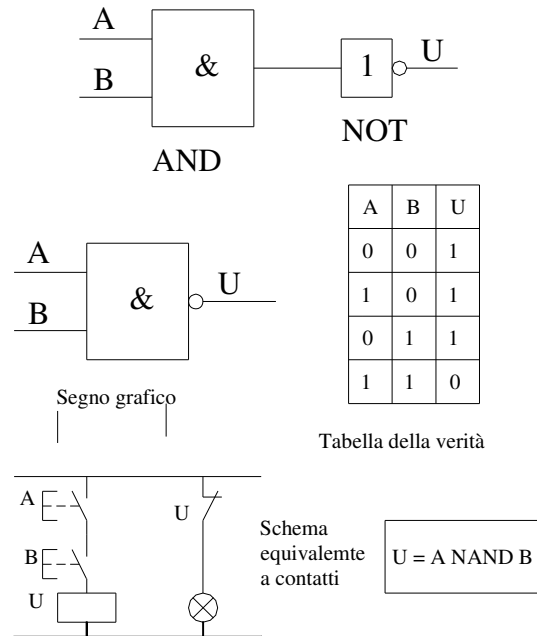 A
B
&
1
U
AND
NOT
A
B
&
U
Segno grafico
A B U
0 0 1
1 0 1
0 1 1
1 1 0
Tabella della verità
A
B
U
U
Schema
equivalemte
a contatti
U = A NAND B